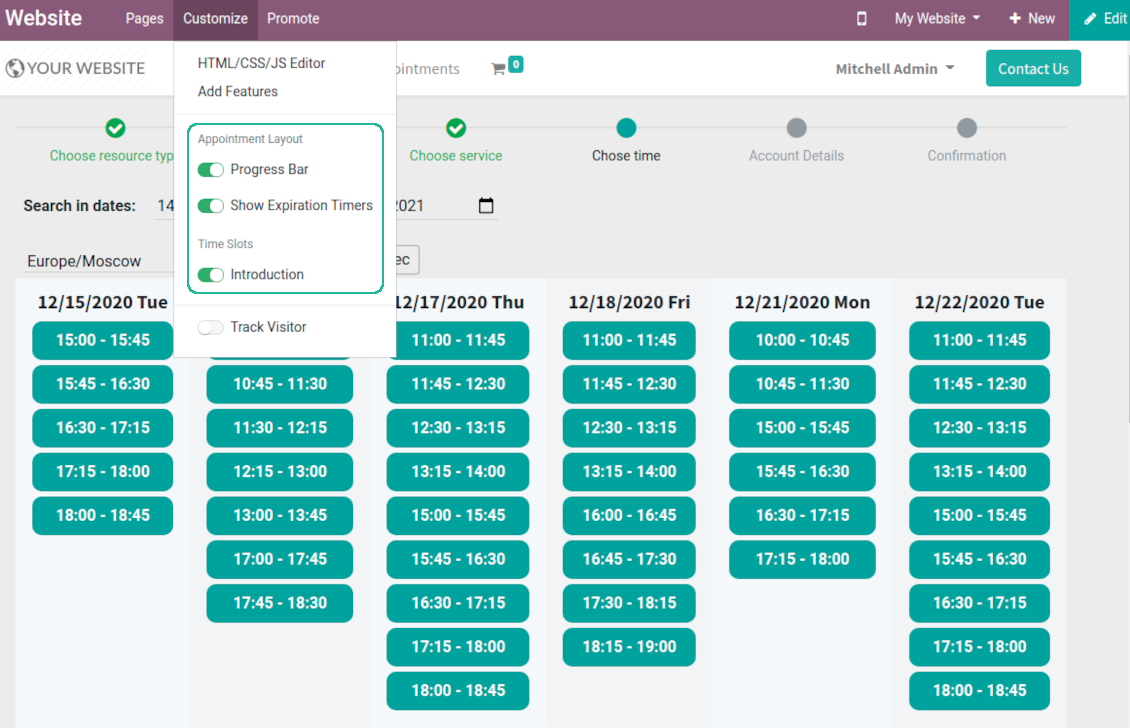 Website Pages Customize Promote My Website New Edit
HTML/CSS/JS Editor
Add Features
YOUR WEBSITE
0
Mitchell Admin
Contact Us
Appointment Layout
Progress Bar
Show Expiration Timers
Time Slots
Introduction
Track Visitor
Choose service
Chose time
Account Details
Confirmation
Search in dates:
Europe/Moscow
12/15/2020 Tue
15:00 - 15:45
15:45 - 16:30
16:30 - 17:15
17:15 - 18:00
18:00 - 18:45
10:45 - 11:30
11:30 - 12:15
12:15 - 13:00
13:00 - 13:45
17:00 - 17:45
17:45 - 18:30
12/17/2020 Thu
11:00 - 11:45
11:45 - 12:30
12:30 - 13:15
13:15 - 14:00
15:00 - 15:45
15:45 - 16:30
16:30 - 17:15
17:15 - 18:00
18:00 - 18:45
12/18/2020 Fri
11:00 - 11:45
11:45 - 12:30
12:30 - 13:15
13:15 - 14:00
16:00 - 16:45
16:45 - 17:30
17:30 - 18:15
18:15 - 19:00
12/21/2020 Mon
10:00 - 10:45
10:45 - 11:30
15:00 - 15:45
15:45 - 16:30
16:30 - 17:15
17:15 - 18:00
12/22/2020 Tue
11:00 - 11:45
11:45 - 12:30
12:30 - 13:15
13:15 - 14:00
15:00 - 15:45
15:45 - 16:30
16:30 - 17:15
17:15 - 18:00
18:00 - 18:45